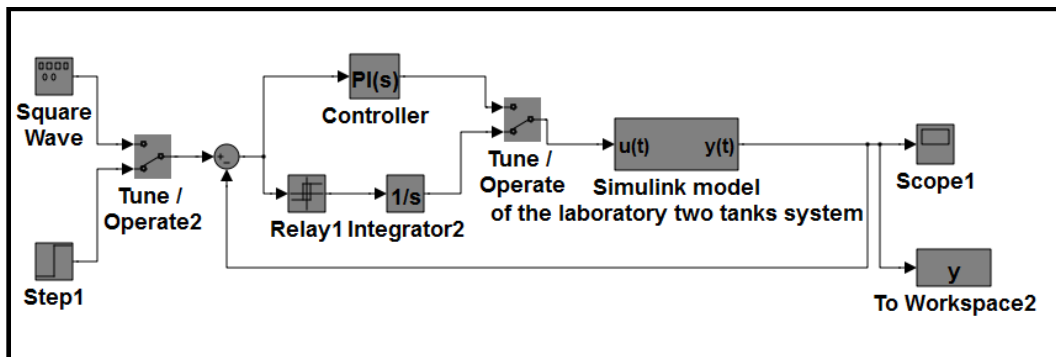 Square
Wave
Tune /
Operate2
Step1
+
-
PI(s)
Controller
Relay1
1/s
Integrator2
Tune /
Operate
u(t) y(t)
Simulink model
of the laboratory two tanks system
Scope1
y
To Workspace2